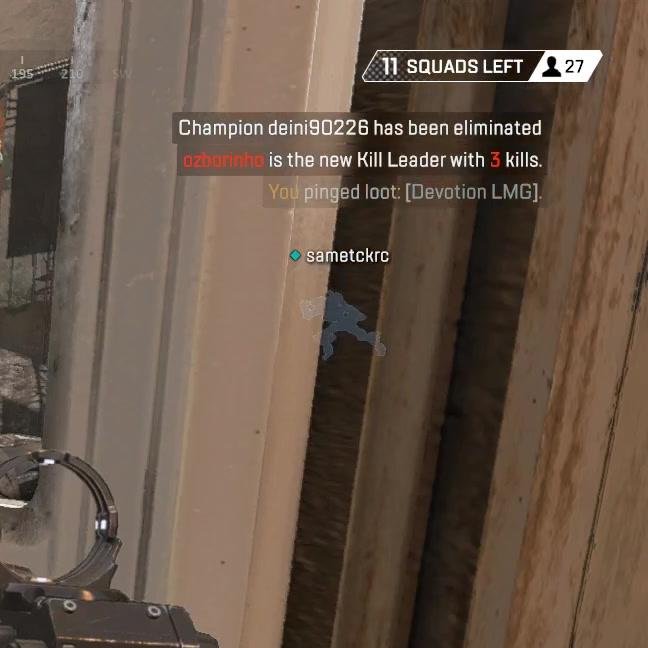 195 210 SW
11 SQUADS LEFT 27
Champion deini90226 has been eliminated
ozborinho is the new Kill Leader with 3 kills.
You pinged loot: [Devotion LMG].
sametckrc